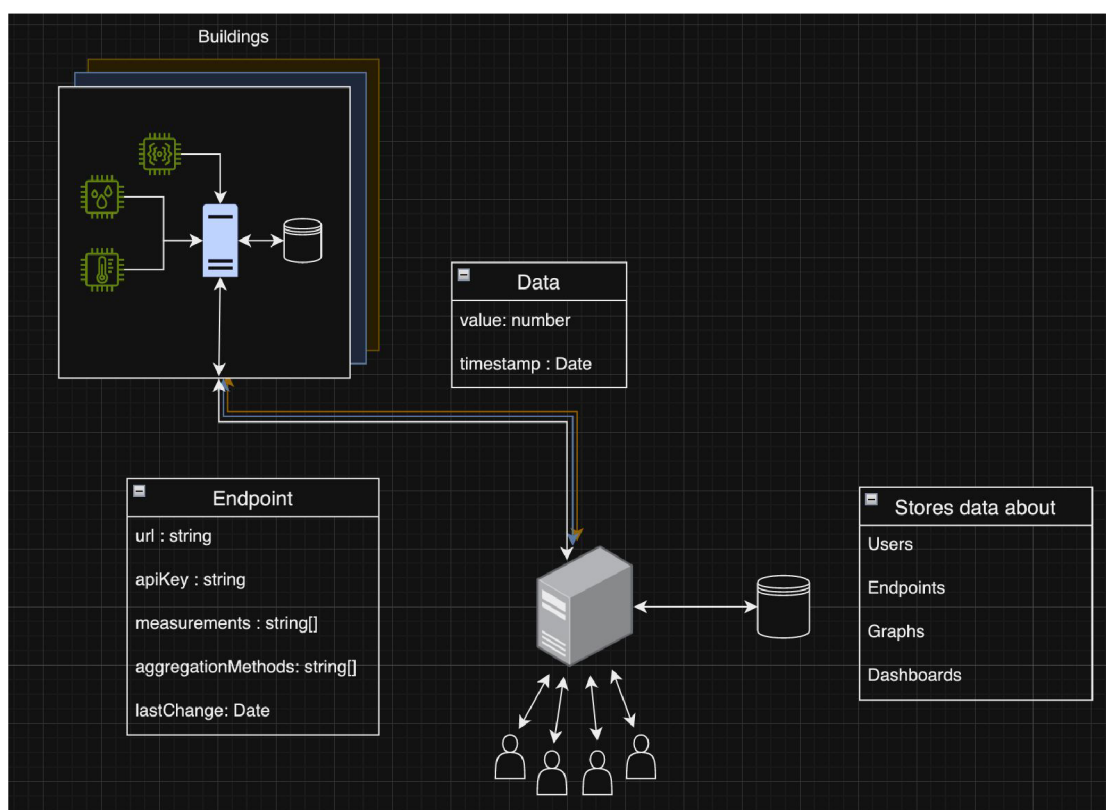 Buildings
Data
value: number
timestamp : Date
Endpoint
url : string
apiKey : string
measurements : string[]
aggregationMethods: string[]
lastChange: Date
Stores data about
Users
Endpoints
Graphs
Dashboards